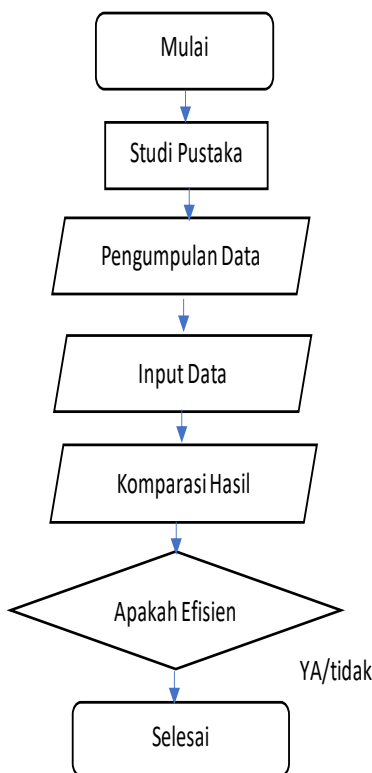 Mulai
Studi Pustaka
Pengumpulan Data
Input Data
Komparasi Hasil
Apakah Efisien
YA/tidak
Selesai